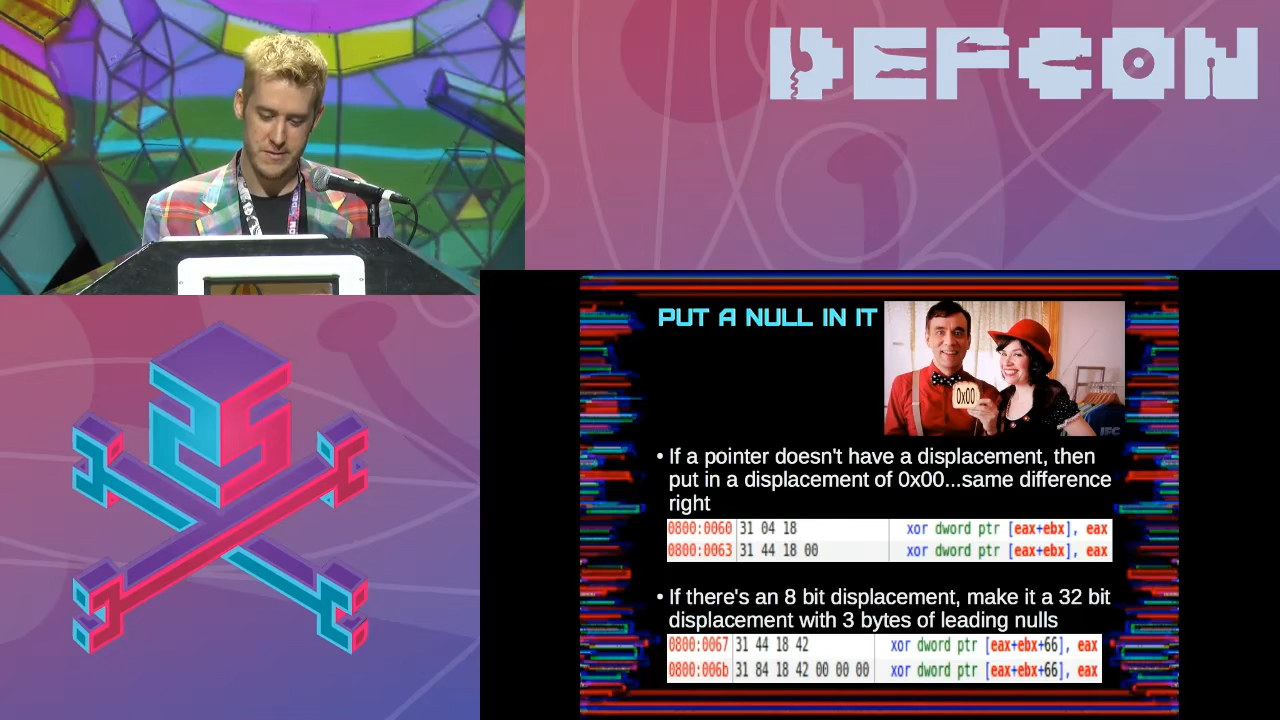 DEFCON
PUT A NULL IN IT
0x00
IFC
• If a pointer doesn't have a displacement, then
put in a displacement of 0x00...same difference
right
0800:0060 31 04 18 xor dword ptr [eax+ebx], eax
0800:0063 31 44 18 00 xor dword ptr [eax+ebx], eax
• If there's an 8 bit displacement, make it a 32 bit
displacement with 3 bytes of leading nulls
0800:0067 31 44 18 42 xor dword ptr [eax+ebx+66], eax
0800:006b 31 84 18 42 00 00 00 xor dword ptr [eax+ebx+66], eax